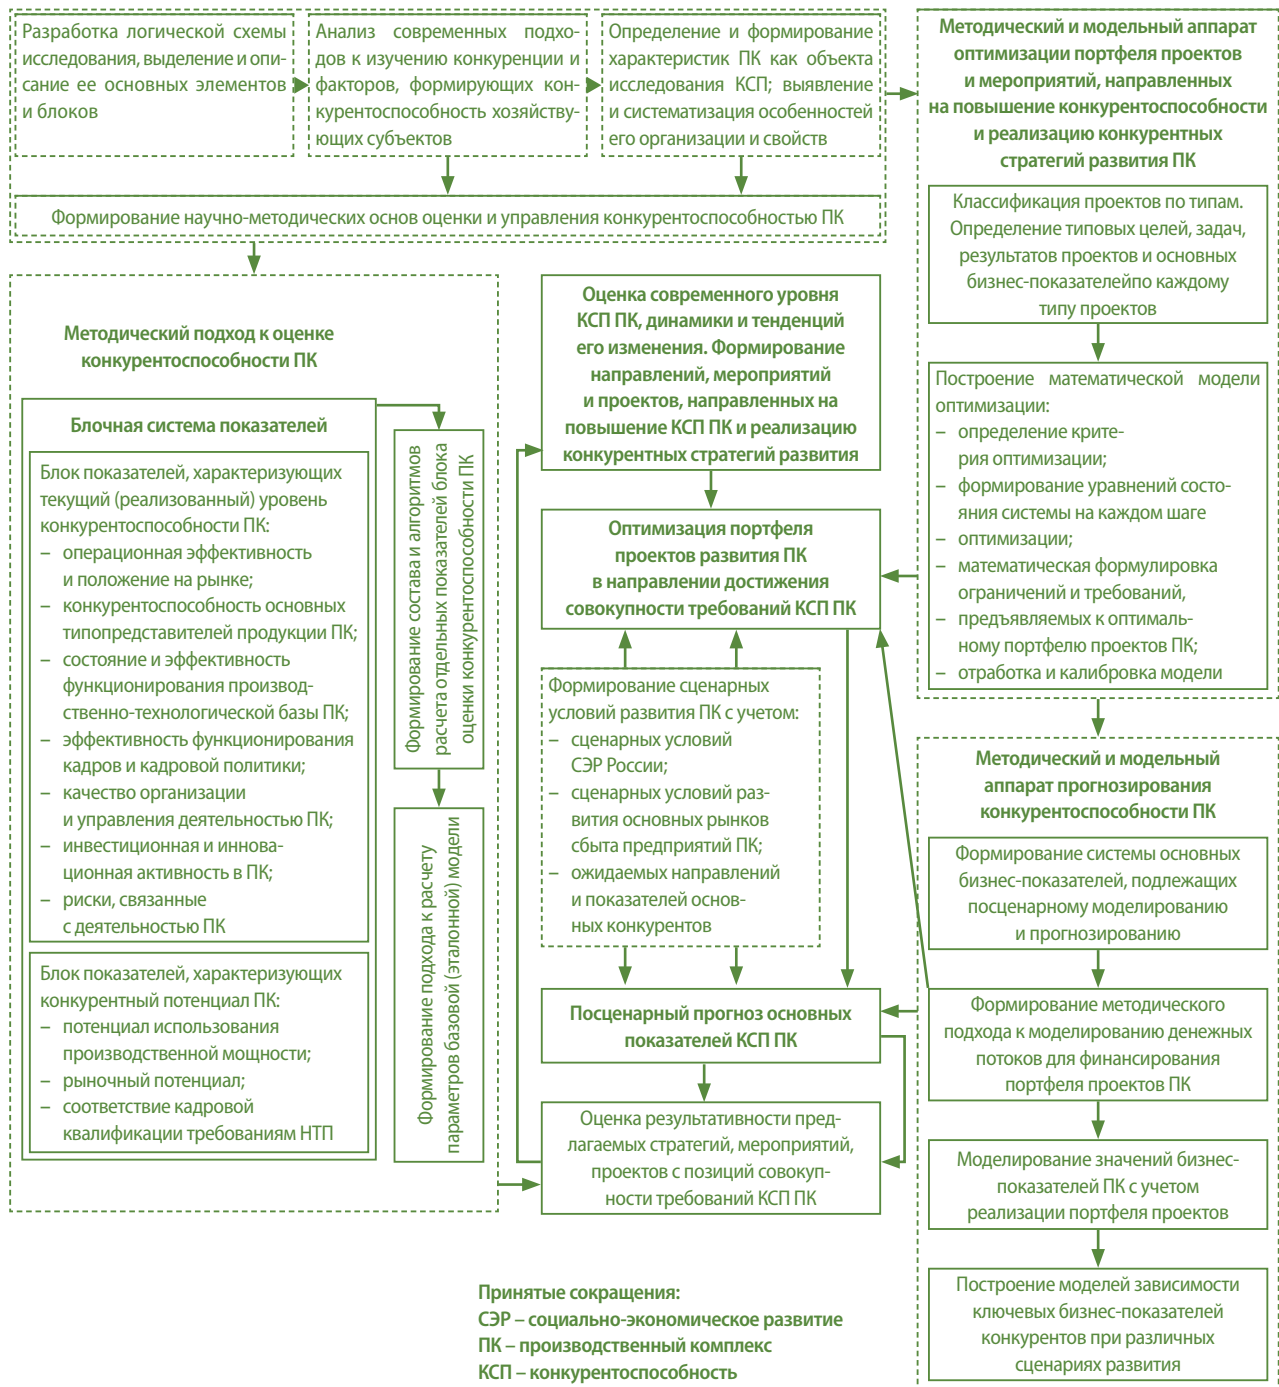 Разработка логической схемы
исследования, выделение и опи-
сание ее основных элементов
и блоков
Анализ современных подхо-
дов к изучению конкуренции и
факторов, формирующих кон-
курентоспособность хозяйству-
ющих субъектов
Определение и формирование
характеристик ПК как объекта
исследования КСП; выявление
и систематизация особенностей
его организации и свойств
Формирование научно-методических основ оценки и управления конкурентоспособностью ПК
Методический и модельный аппарат
оптимизации портфеля проектов
и мероприятий, направленных
на повышение конкурентоспособности
и реализацию конкурентных
стратегий развития ПК
Классификация проектов по типам.
Определение типовых целей, задач,
результатов проектов и основных
бизнес-показателейпо каждому
типу проектов
Построение математической модели
оптимизации:
– определение крите-
рия оптимизации;
– формирование уравнений состо-
яния системы на каждом шаге
– оптимизации;
– математическая формулировка
ограничений и требований,
– предъявляемых к оптималь-
ному портфелю проектов ПК;
– отработка и калибровка модели
Методический подход к оценке
конкурентоспособности ПК
Блочная система показателей
Блок показателей, характеризующих
текущий (реализованный) уровень
конкурентоспособности ПК:
– операционная эффективность
и положение на рынке;
– конкурентоспособность основных
типопредставителей продукции ПК;
– состояние и эффективность
функционирования производ-
ственно-технологической базы ПК;
– эффективность функционирования
кадров и кадровой политики;
– качество организации
и управления деятельностью ПК;
– инвестиционная и иннова-
ционная активность в ПК;
– риски, связанные
с деятельностью ПК
Блок показателей, характеризующих
конкурентный потенциал ПК:
– потенциал использования
производственной мощности;
– рыночный потенциал;
– соответствие кадровой
квалификации требованиям НТП
Формирование состава и алгоритмов
расчета отдельных показателей блока
оценки конкурентоспособности ПК
Формирование подхода к расчету
параметров базовой (эталонной) модели
Оценка современного уровня
КСП ПК, динамики и тенденций
его изменения. Формирование
направлений, мероприятий
и проектов, направленных на
повышение КСП ПК и реализацию
конкурентных стратегий развития
Оптимизация портфеля
проектов развития ПК
в направлении достижения
совокупности требований КСП ПК
Формирование сценарных
условий развития ПК с учетом:
– сценарных условий
СЭР России;
– сценарных условий раз-
вития основных рынков
сбыта предприятий ПК;
– ожидаемых направлений
и показателей основ-
ных конкурентов
Посценарный прогноз основных
показателей КСП ПК
Оценка результативности пред-
лагаемых стратегий, мероприятий,
проектов с позиций совокуп-
ности требований КСП ПК
Методический и модельный
аппарат прогнозирования
конкурентоспособности ПК
Формирование системы основных
бизнес-показателей, подлежащих
посценарному моделированию
и прогнозированию
Формирование методического
подхода к моделированию денежных
потоков для финансирования
портфеля проектов ПК
Моделирование значений бизнес-
показателей ПК с учетом
реализации портфеля проектов
Построение моделей зависимости
ключевых бизнес-показателей
конкурентов при различных
сценариях развития
Принятые сокращения:
СЭР – социально-экономическое развитие
ПК – производственный комплекс
КСП – конкурентоспособность